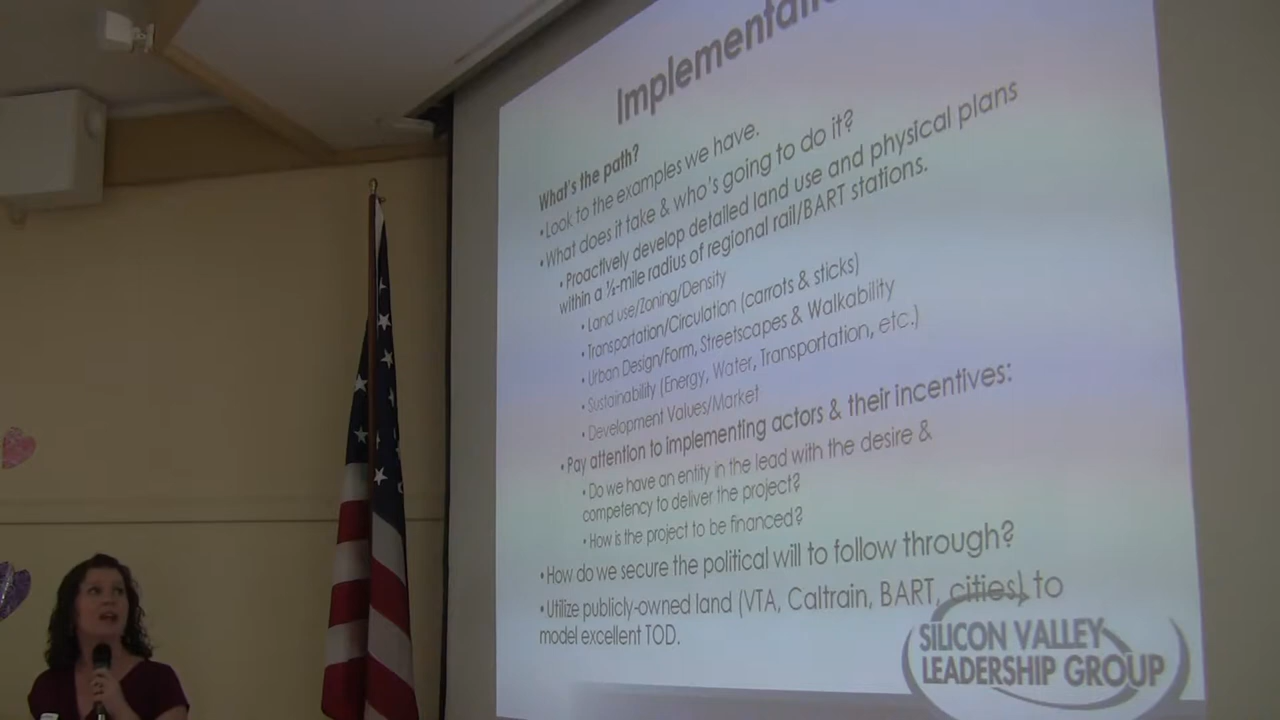 What's the path?
•Look to the examples we have.
•What does it take & who's going to do it?
•Proactively develop detailed land use and physical plans
within a ½-mile radius of regional rail/BART stations.
•Land use/Zoning/Density
•Transportation/Circulation (carrots & sticks)
•Urban Design/Form, Streetscapes & Walkability
•Sustainability (Energy, Water, Transportation, etc.)
•Development Values/Market
•Pay attention to implementing actors & their incentives:
•Do we have an entity in the lead with the desire &
competency to deliver the project?
•How is the project to be financed?
•How do we secure the political will to follow through?
•Utilize publicly-owned land (VTA, Caltrain, BART, cities) to
model excellent TOD.
SILICON VALLEY
LEADERSHIP GROUP